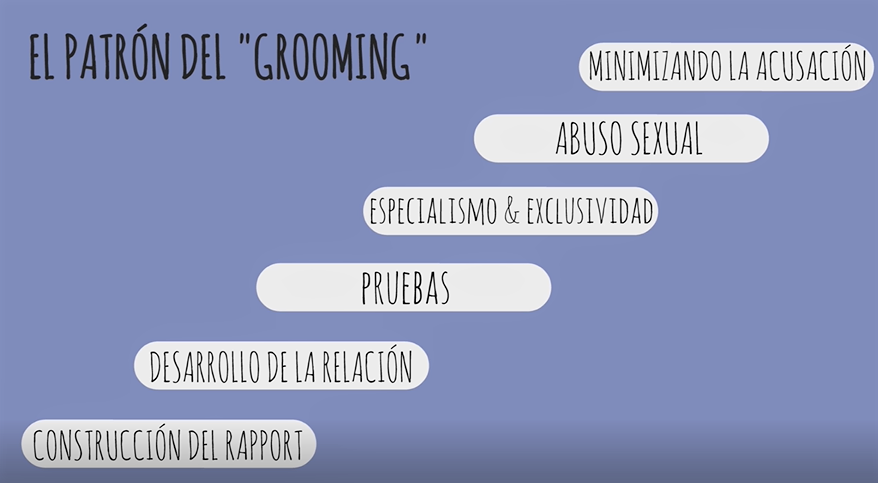 EL PATRÓN DEL "GROOMING"
MINIMIZANDO LA ACUSACIÓN
ABUSO SEXUAL
ESPECIALISMO & EXCLUSIVIDAD
PRUEBAS
DESARROLLO DE LA RELACIÓN
CONSTRUCCIÓN DEL RAPPORT